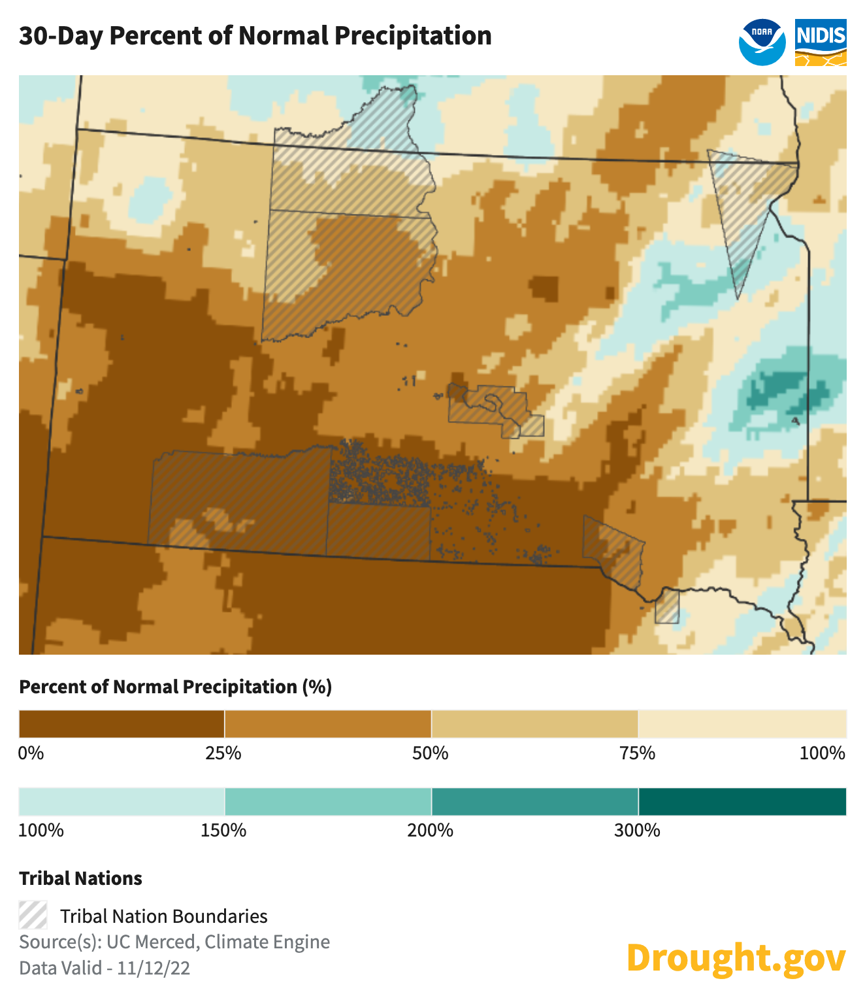 30-Day Percent of Normal Precipitation
NOAA
NIDIS
Percent of Normal Precipitation (%)
0% 25% 50% 75% 100%
100% 150% 200% 300%
Tribal Nations
Tribal Nation Boundaries
Source(s): UC Merced, Climate Engine
Data Valid - 11/12/22
Drought.gov